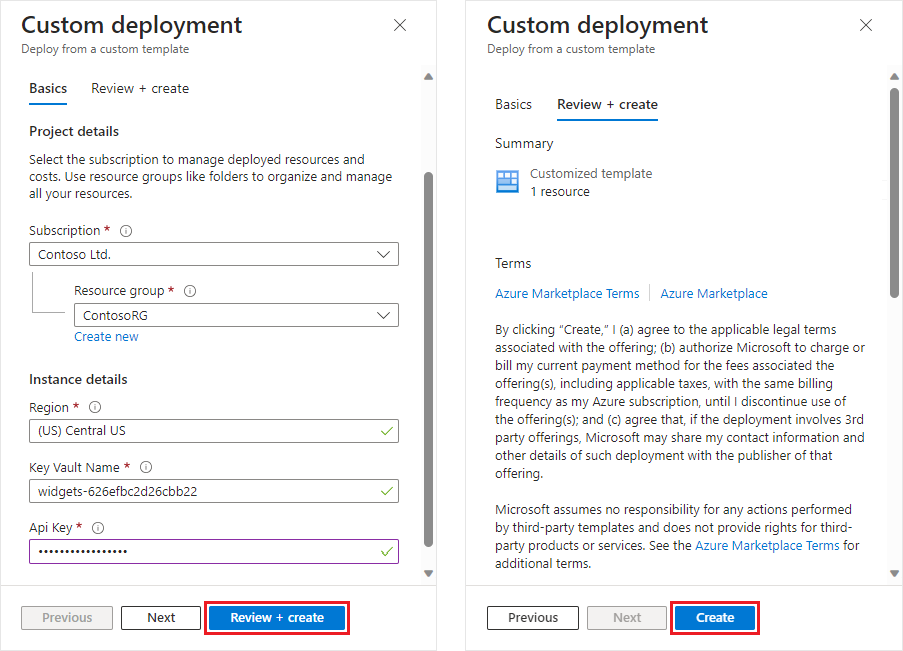 Custom deployment
Deploy from a custom template
Basics Review + create
Project details
Select the subscription to manage deployed resources and
costs. Use resource groups like folders to organize and manage
all your resources.
Subscription *
Contoso Ltd.
Resource group *
ContosoRG
Create new
Instance details
Region *
(US) Central US
Key Vault Name *
widgets-626efbc2d26cbb22
Api Key *
•••••••••••••••••
Previous Next Review + create
Custom deployment
Deploy from a custom template
Basics Review + create
Summary
Customized template
1 resource
Terms
Azure Marketplace Terms Azure Marketplace
By clicking “Create,” I (a) agree to the applicable legal terms
associated with the offering; (b) authorize Microsoft to charge or
bill my current payment method for the fees associated the
offering(s), including applicable taxes, with the same billing
frequency as my Azure subscription, until I discontinue use of
the offering(s); and (c) agree that, if the deployment involves 3rd
party offerings, Microsoft may share my contact information and
other details of such deployment with the publisher of that
offering.
Microsoft assumes no responsibility for any actions performed
by third-party templates and does not provide rights for third-
party products or services. See the Azure Marketplace Terms for
additional terms.
Previous Next Create